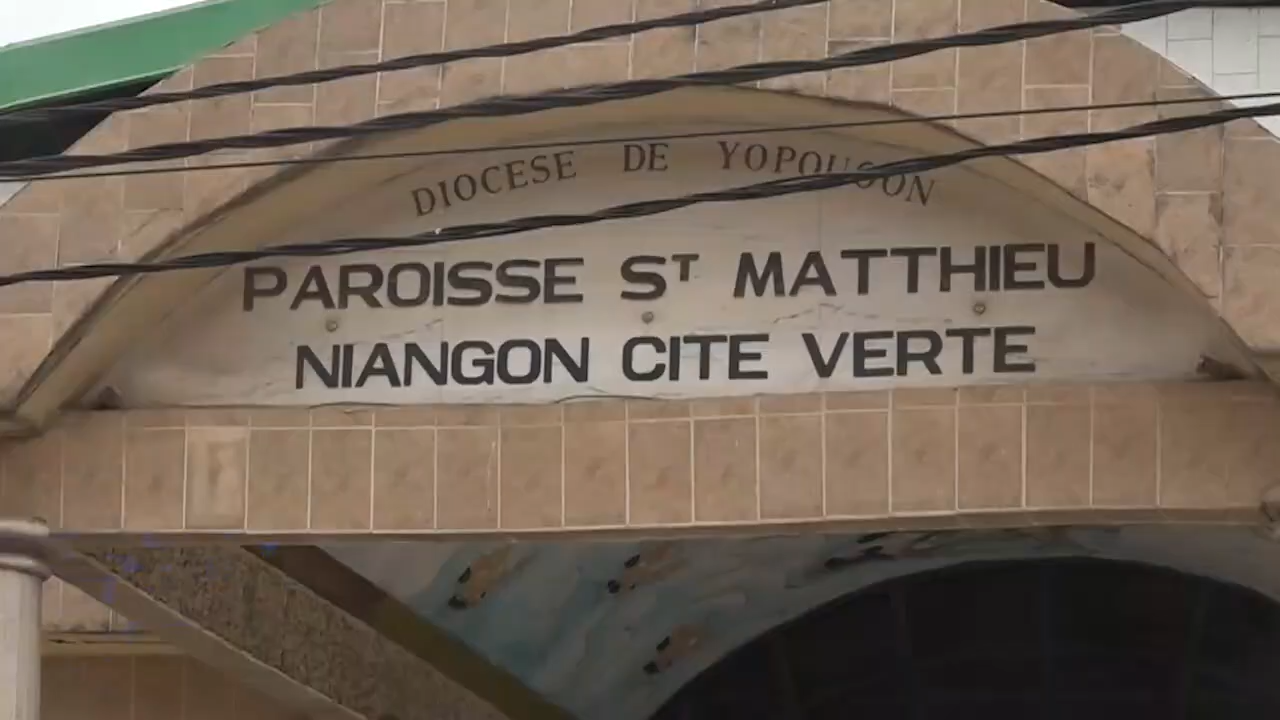 DIOCESE DE YOPOUGON
PAROISSE ST MATTHIEU
NIANGON CITE VERTE